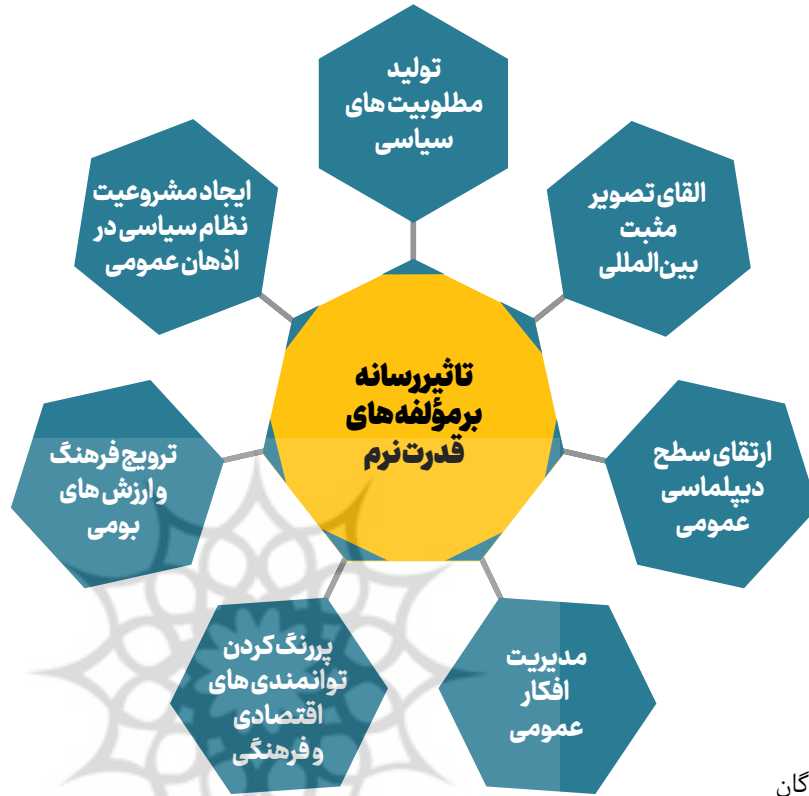 تولید
مطلوبیت‌های
سیاسی
القای تصویر
مثبت
بین‌المللی
ارتقای سطح
دیپلماسی
عمومی
مدیریت
افکار
عمومی
پررنگ کردن
توانمندی‌های
اقتصادی
و فرهنگی
ترویج فرهنگ
و ارزش‌های
بومی
ایجاد مشروعیت
نظام سیاسی در
اذهان عمومی
تاثیر رسانه
بر مؤلفه‌های
قدرت نرم
گان